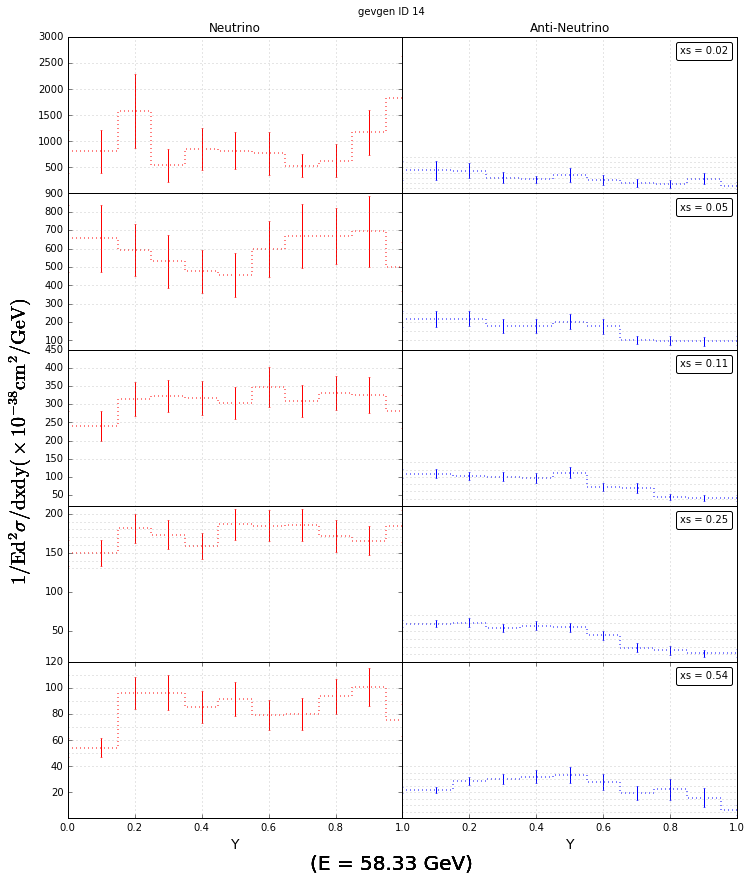 gevgen ID 14
Neutrino
Anti-Neutrino
3000
2500
2000
1500
1000
500
xs = 0.02
900
800
700
600
500
400
300
200
100
xs = 0.05
450
400
350
300
250
200
150
100
50
xs = 0.11
200
150
50
xs = 0.25
120
100
80
60
40
20
xs = 0.54
1/Ed²σ/dxdy(×10⁻³⁸cm²/GeV)
0.0 0.2 0.4 0.6 0.8 1.0 0.2 0.4 0.6 0.8 1.0
Y Y
(E = 58.33 GeV)